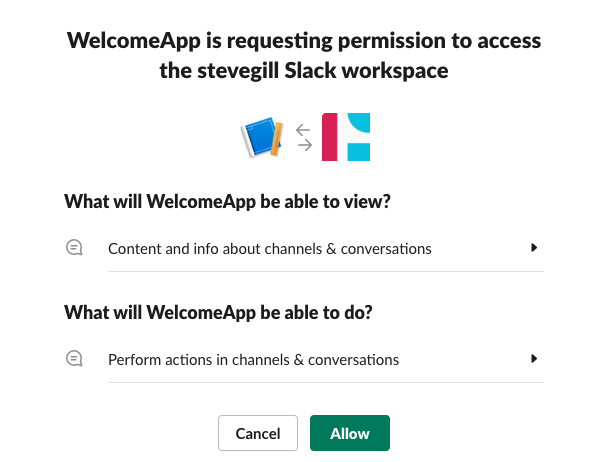 WelcomeApp is requesting permission to access
the stevegill Slack workspace
What will WelcomeApp be able to view?
Content and info about channels & conversations
What will WelcomeApp be able to do?
Perform actions in channels & conversations
Cancel
Allow